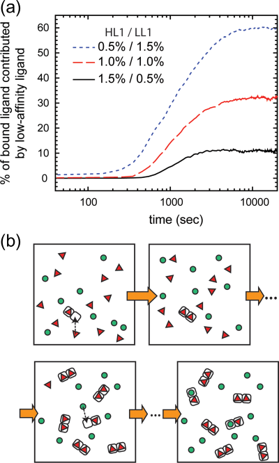 (a)
% of bound ligand contributed
by low-affinity ligand
60
50
40
30
20
10
0
HL1 / LL1
0.5% / 1.5%
1.0% / 1.0%
1.5% / 0.5%
100
1000
10000
time (sec)
(b)